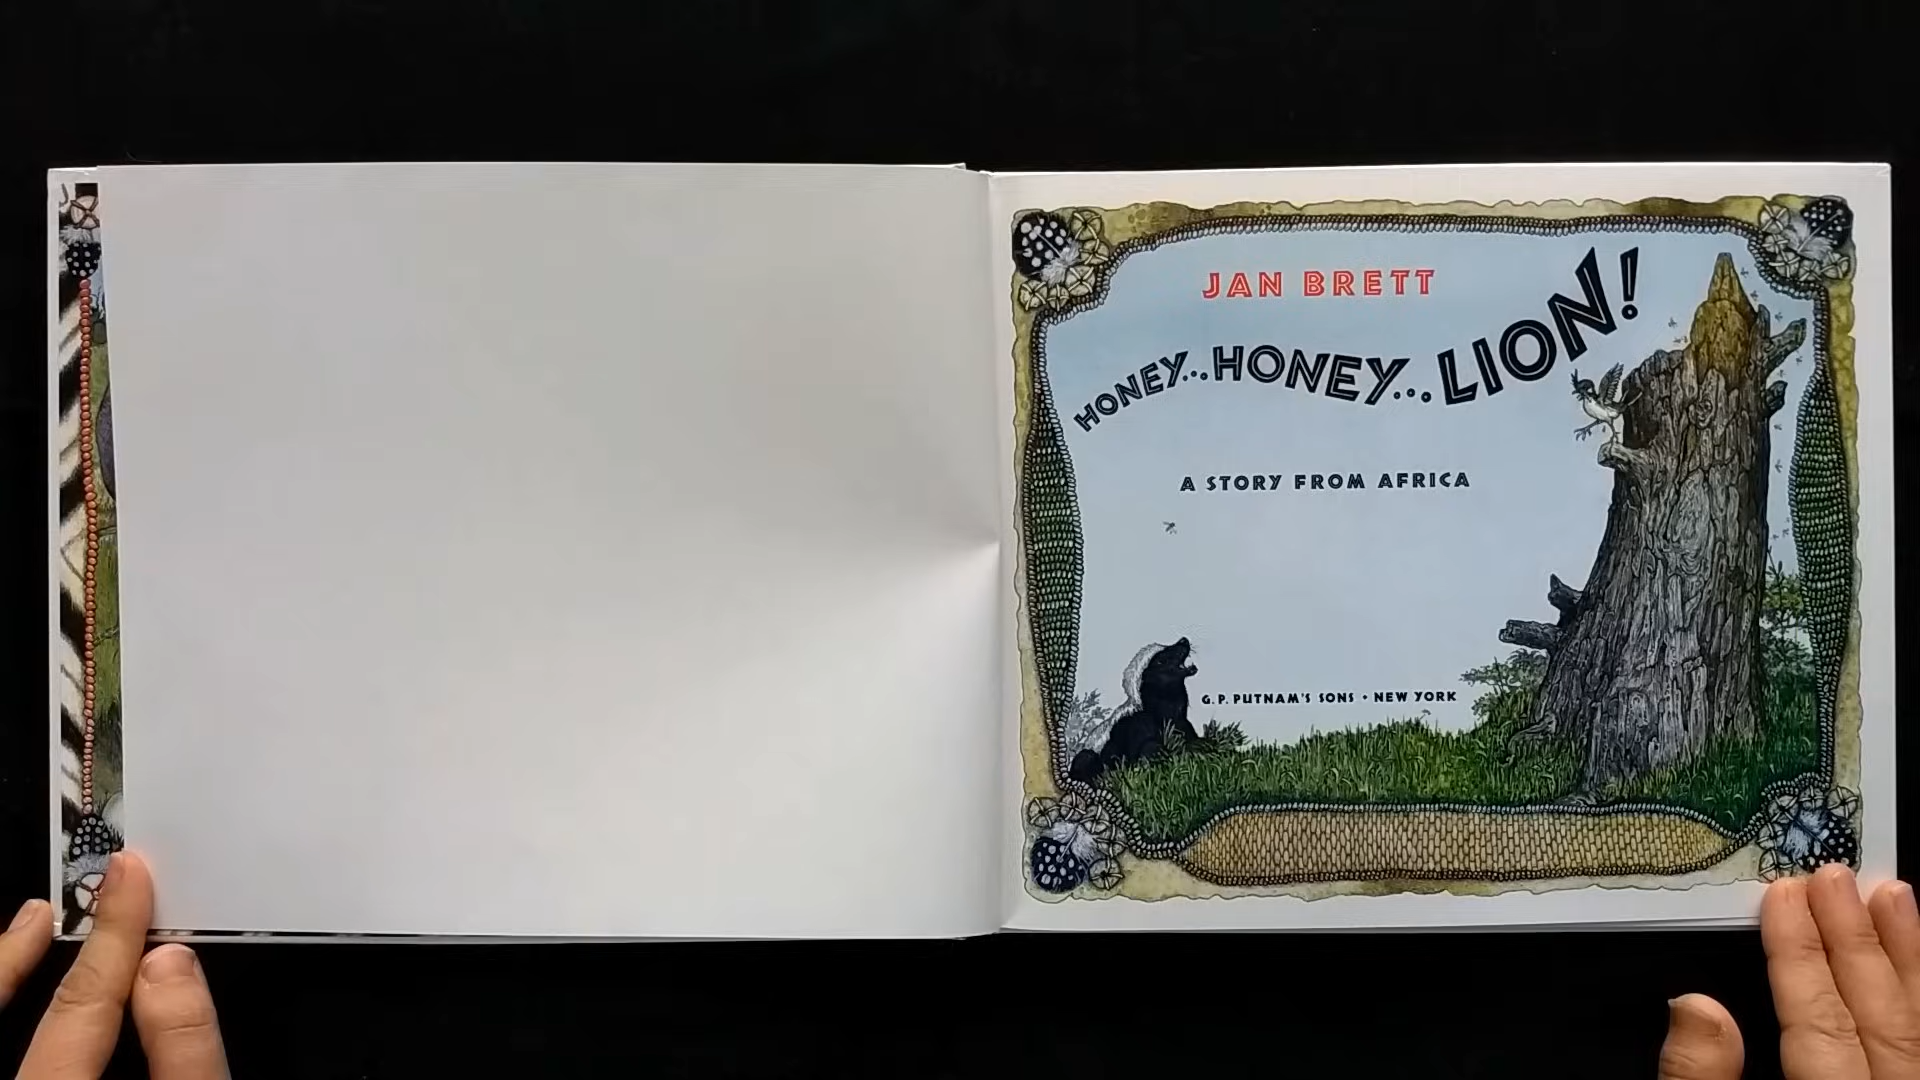 JAN BRETT
HONEY...HONEY...LION!
A STORY FROM AFRICA
G. P. PUTNAM'S SONS • NEW YORK